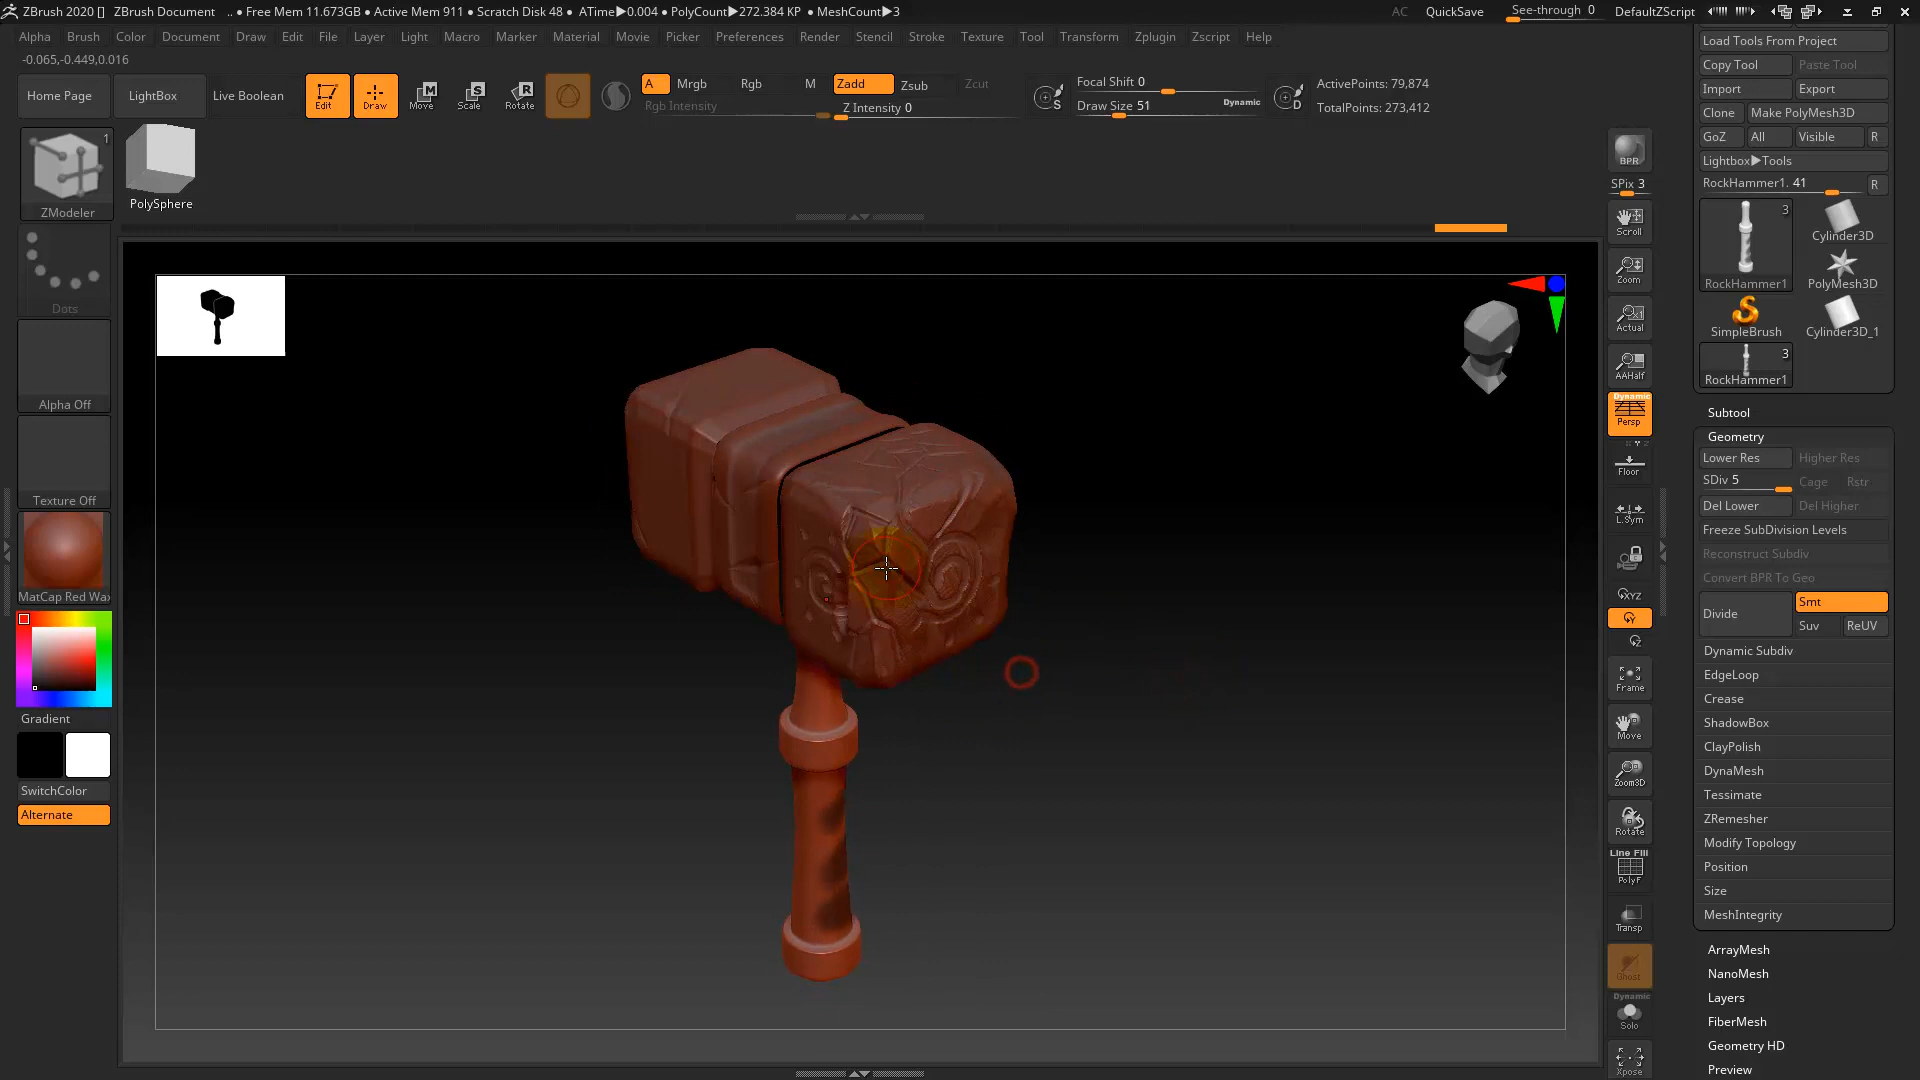 ZBrush 2020 [] ZBrush Document .. • Free Mem 11.673GB • Active Mem 911 • Scratch Disk 48 • ATime▶0.004 • PolyCount▶272.384 KP • MeshCount▶3 AC QuickSave See-through 0 DefaultZScript
Alpha Brush Color Document Draw Edit File Layer Light Macro Marker Material Movie Picker Preferences Render Stencil Stroke Texture Tool Transform Zplugin Zscript Help
-0.065,-0.449,0.016
Home Page LightBox Live Boolean Edit Draw Move Scale Rotate
A Mrgb Rgb M Zadd Zsub Zcut
Rgb Intensity Z Intensity 0
Focal Shift 0
Draw Size 51 Dynamic
S D
ActivePoints: 79,874
TotalPoints: 273,412
1
ZModeler
PolySphere
Dots
Alpha Off
Texture Off
MatCap Red Wax
Gradient
SwitchColor
Alternate
BPR
SPix 3
Scroll
Zoom
Actual
AAHalf
Dynamic
Persp
Floor
L.Sym
XYZ
Y
Z
Frame
Move
Zoom3D
Rotate
Line Fill
PolyF
Transp
Ghost
Dynamic
Solo
Xpose
Load Tools From Project
Copy Tool Paste Tool
Import Export
Clone Make PolyMesh3D
GoZ All Visible R
Lightbox▶Tools
RockHammer1. 41 R
3
RockHammer1
Cylinder3D
PolyMesh3D
SimpleBrush
Cylinder3D_1
3
RockHammer1
Subtool
Geometry
Lower Res Higher Res
SDiv 5 Cage Rstr
Del Lower Del Higher
Freeze SubDivision Levels
Reconstruct Subdiv
Convert BPR To Geo
Divide Smt
Suv ReUV
Dynamic Subdiv
EdgeLoop
Crease
ShadowBox
ClayPolish
DynaMesh
Tessimate
ZRemesher
Modify Topology
Position
Size
MeshIntegrity
ArrayMesh
NanoMesh
Layers
FiberMesh
Geometry HD
Preview